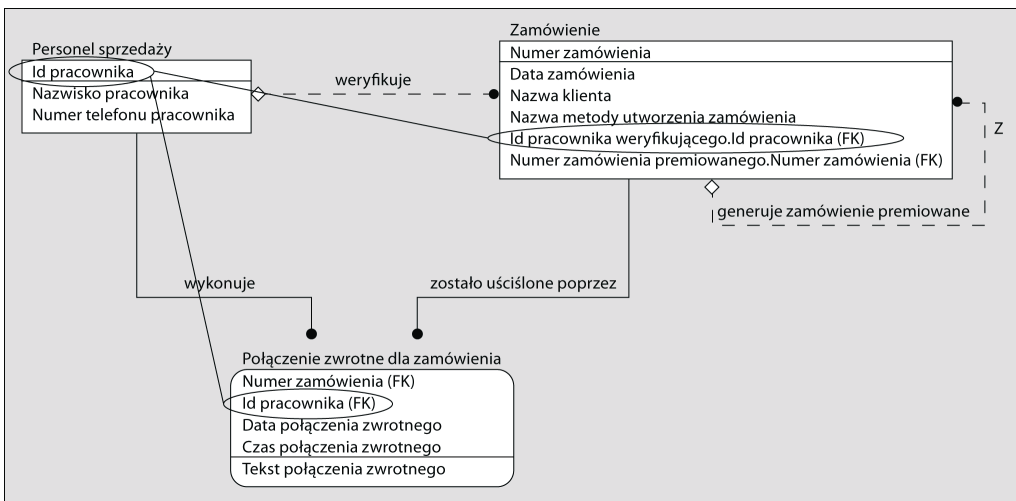 Zamówienie
Personel sprzedaży
Numer zamówienia
Id pracownika
Data zamówienia
weryfikuje
Nazwisko pracownika
Nazwa klienta
Numer telefonu pracownika
Nazwa metody utworzenia zamówienia
Z
Id pracownika weryfikującego.Id pracownika (FK)
Numer zamówienia premiowanego.Numer zamówienia (FK)
generuje zamówienie premiowane
wykonuje
zostało uściślone poprzez
Połączenie zwrotne dla zamówienia
Numer zamówienia (FK)
Id pracownika (FK)
Data połączenia zwrotnego
Czas połączenia zwrotnego
Tekst połączenia zwrotnego